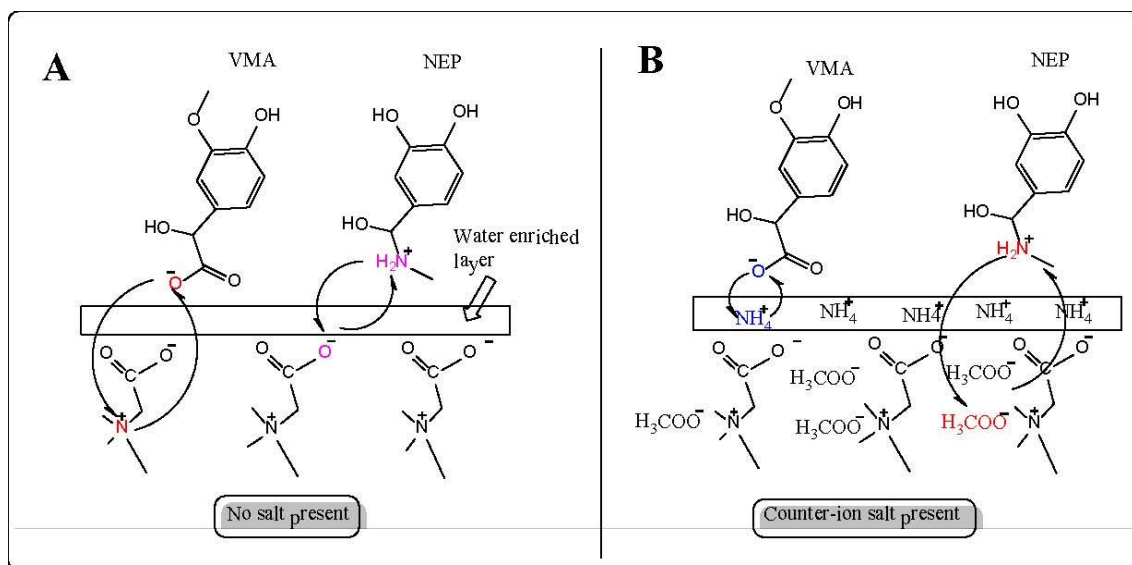 A
VMA
NEP
O
OH
HO
OH
HO
HO
O⁻
O
H₂N⁺
Water enriched
layer
O
O⁻
O
O⁻
O
O⁻
N⁺
N⁺
N⁺
No salt present
B
VMA
NEP
O
OH
HO
OH
HO
HO
O⁻
O
H₂N⁺
NH₄⁺
NH₄⁺
NH4⁺
NH₄⁺
NH₄⁺
O
O⁻
O
O⁻
O
O⁻
H₃COO⁻
H₃COO⁻
H₃COO⁻
N⁺
H₃COO⁻
N⁺
H₃COO⁻
N⁺
Counter-ion salt present